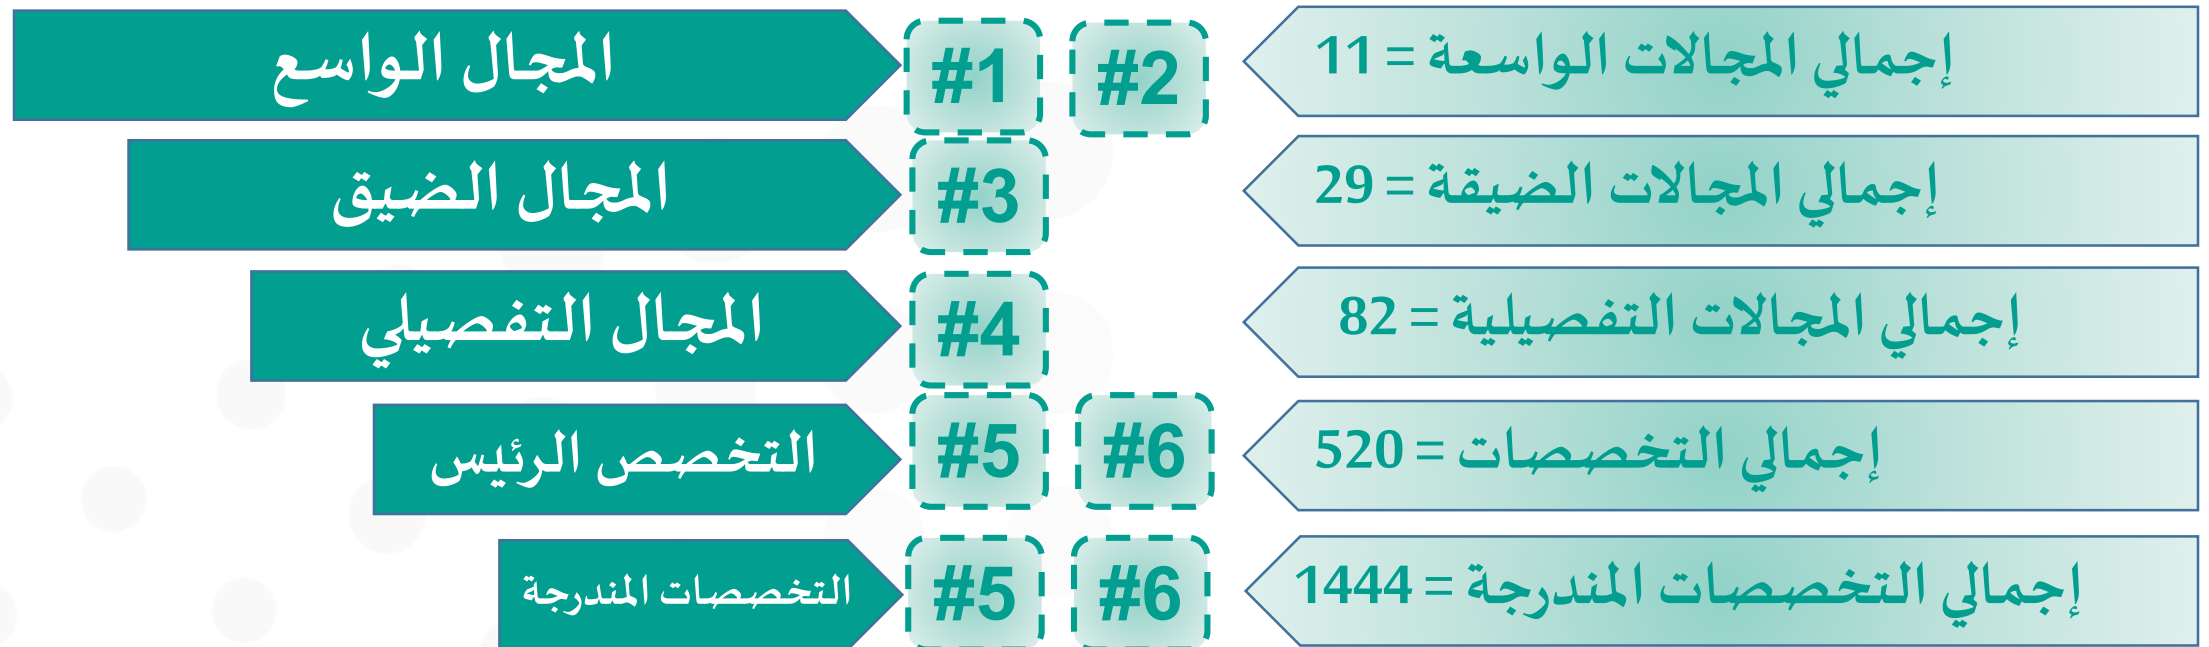 المجال الواسع #1 #2 إجمالي المجالات الواسعة = 11
المجال الضيق #3 إجمالي المجالات الضيقة = 29
المجال التفصيلي #4 إجمالي المجالات التفصيلية = 82
التخصص الرئيس #5 #6 إجمالي التخصصات = 520
التخصصات المندرجة #5 #6 إجمالي التخصصات المندرجة = 1444